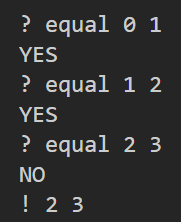 ? equal 0 1
YES
? equal 1 2
YES
? equal 2 3
NO
! 2 3